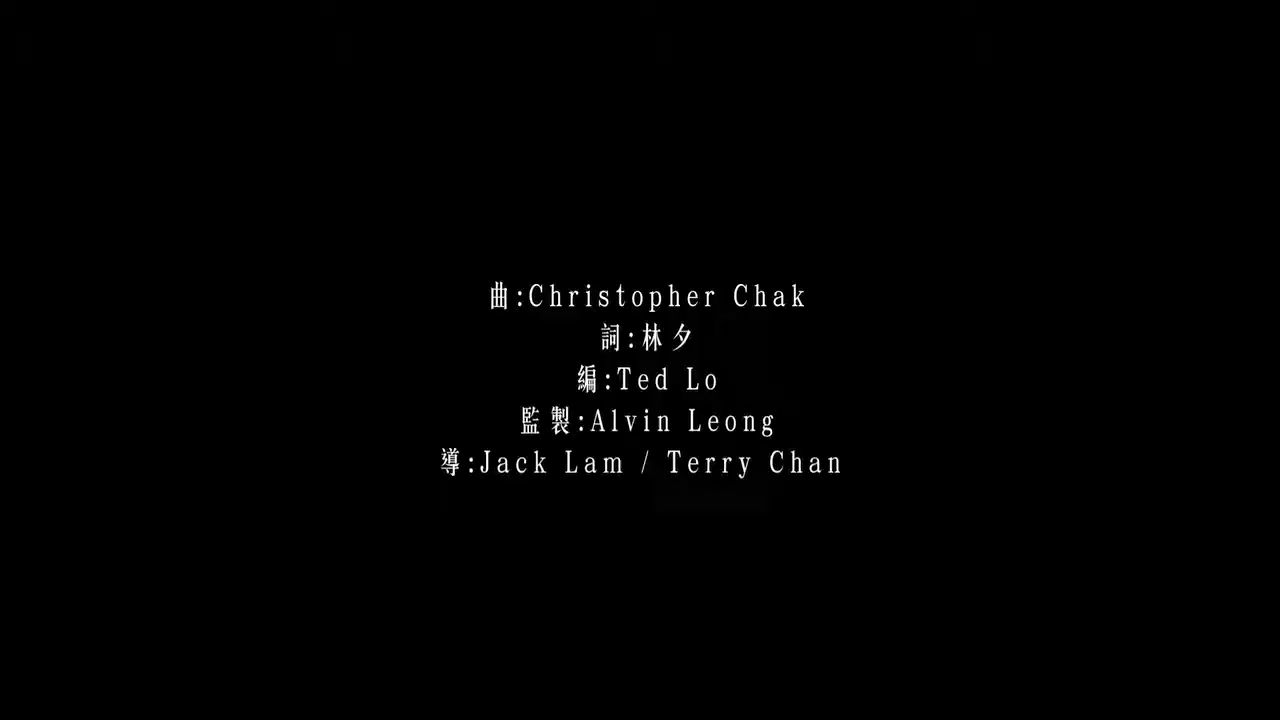 曲:Christopher Chak
詞:林夕
編:Ted Lo
監製:Alvin Leong
導:Jack Lam / Terry Chan